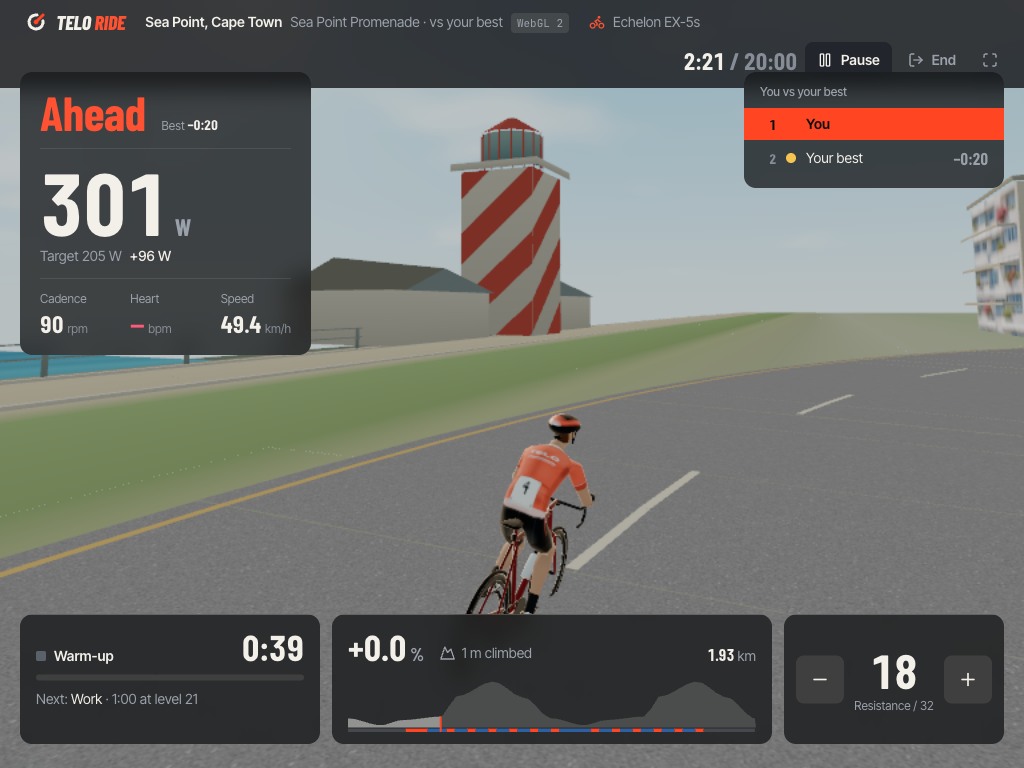 TELO RIDE Sea Point, Cape Town Sea Point Promenade · vs your best WebGL 2 Echelon EX-5s
2:21 / 20:00 Pause End
Ahead Best −0:20
301 W
Target 205 W +96 W
Cadence Heart Speed
90 rpm – bpm 49.4 km/h
You vs your best
1 You
2 Your best −0:20
4
Warm-up 0:39
Next: Work · 1:00 at level 21
+0.0 % 1 m climbed 1.93 km
− 18 +
Resistance / 32